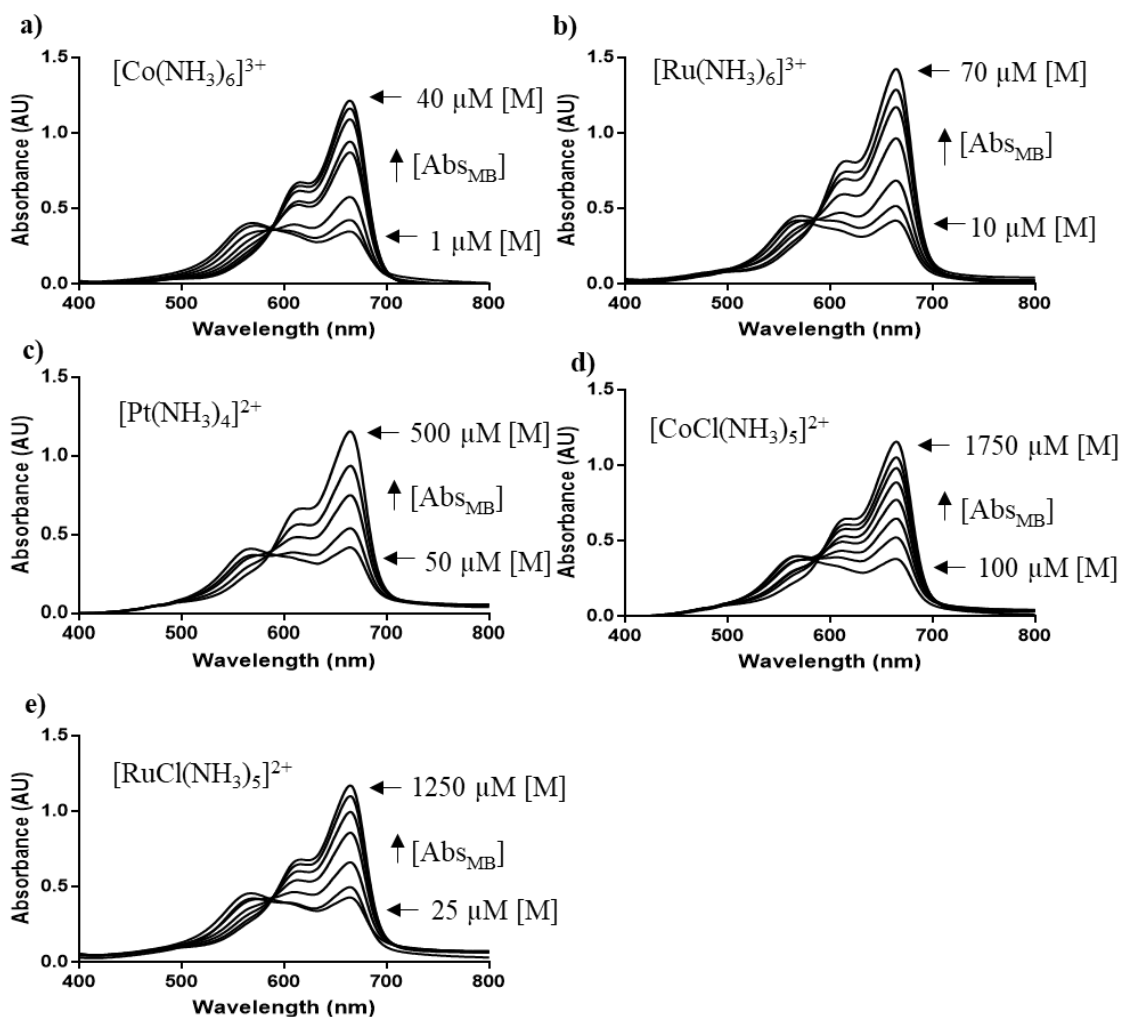 a)
[Co(NH₃)₆]³⁺
40 µM [M]
[Abs_MB]
1 µM [M]
Absorbance (AU)
1.5
1.0
0.5
0.0
400 500 600 700 800
Wavelength (nm)
b)
[Ru(NH₃)₆]³⁺
70 µM [M]
[Abs_MB]
10 µM [M]
Absorbance (AU)
1.5
1.0
0.5
0.0
400 500 600 700 800
Wavelength (nm)
c)
[Pt(NH₃)₄]²⁺
500 µM [M]
[Abs_MB]
50 µM [M]
Absorbance (AU)
1.5
1.0
0.5
0.0
400 500 600 700 800
Wavelength (nm)
d)
[CoCl(NH₃)₅]²⁺
1750 µM [M]
[Abs_MB]
100 µM [M]
Absorbance (AU)
1.5
1.0
0.5
0.0
400 500 600 700 800
Wavelength (nm)
e)
[RuCl(NH₃)₅]²⁺
1250 µM [M]
[Abs_MB]
25 µM [M]
Absorbance (AU)
1.5
1.0
0.5
0.0
400 500 600 700 800
Wavelength (nm)